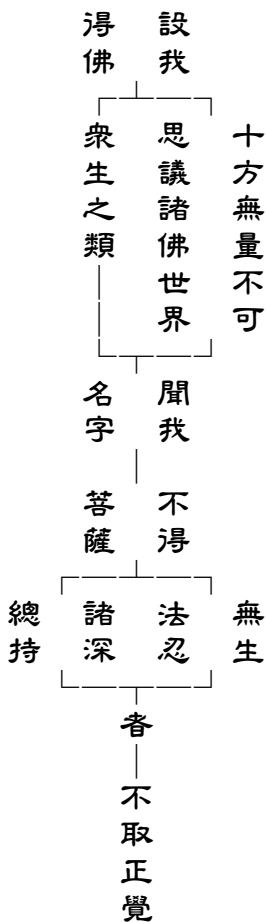 設我
得佛
十方無量不可
思議諸佛世界
衆生之類
聞我
名字
不得
菩薩
無生
法忍
諸深
總持
者
不取正覺